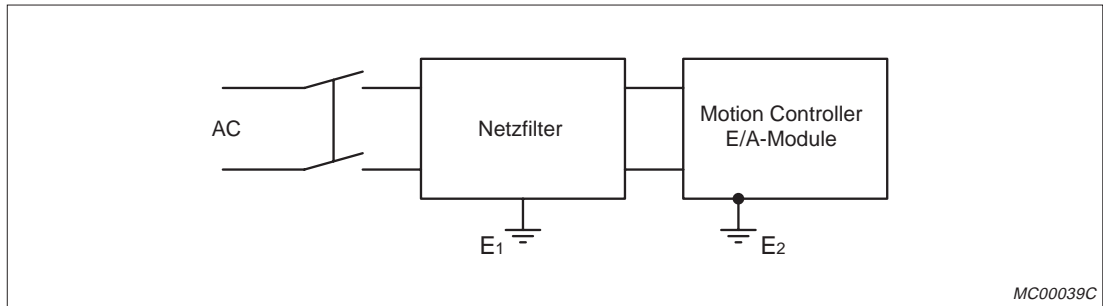 AC
Netzfilter
Motion Controller
E/A-Module
E1
E2
MC00039C